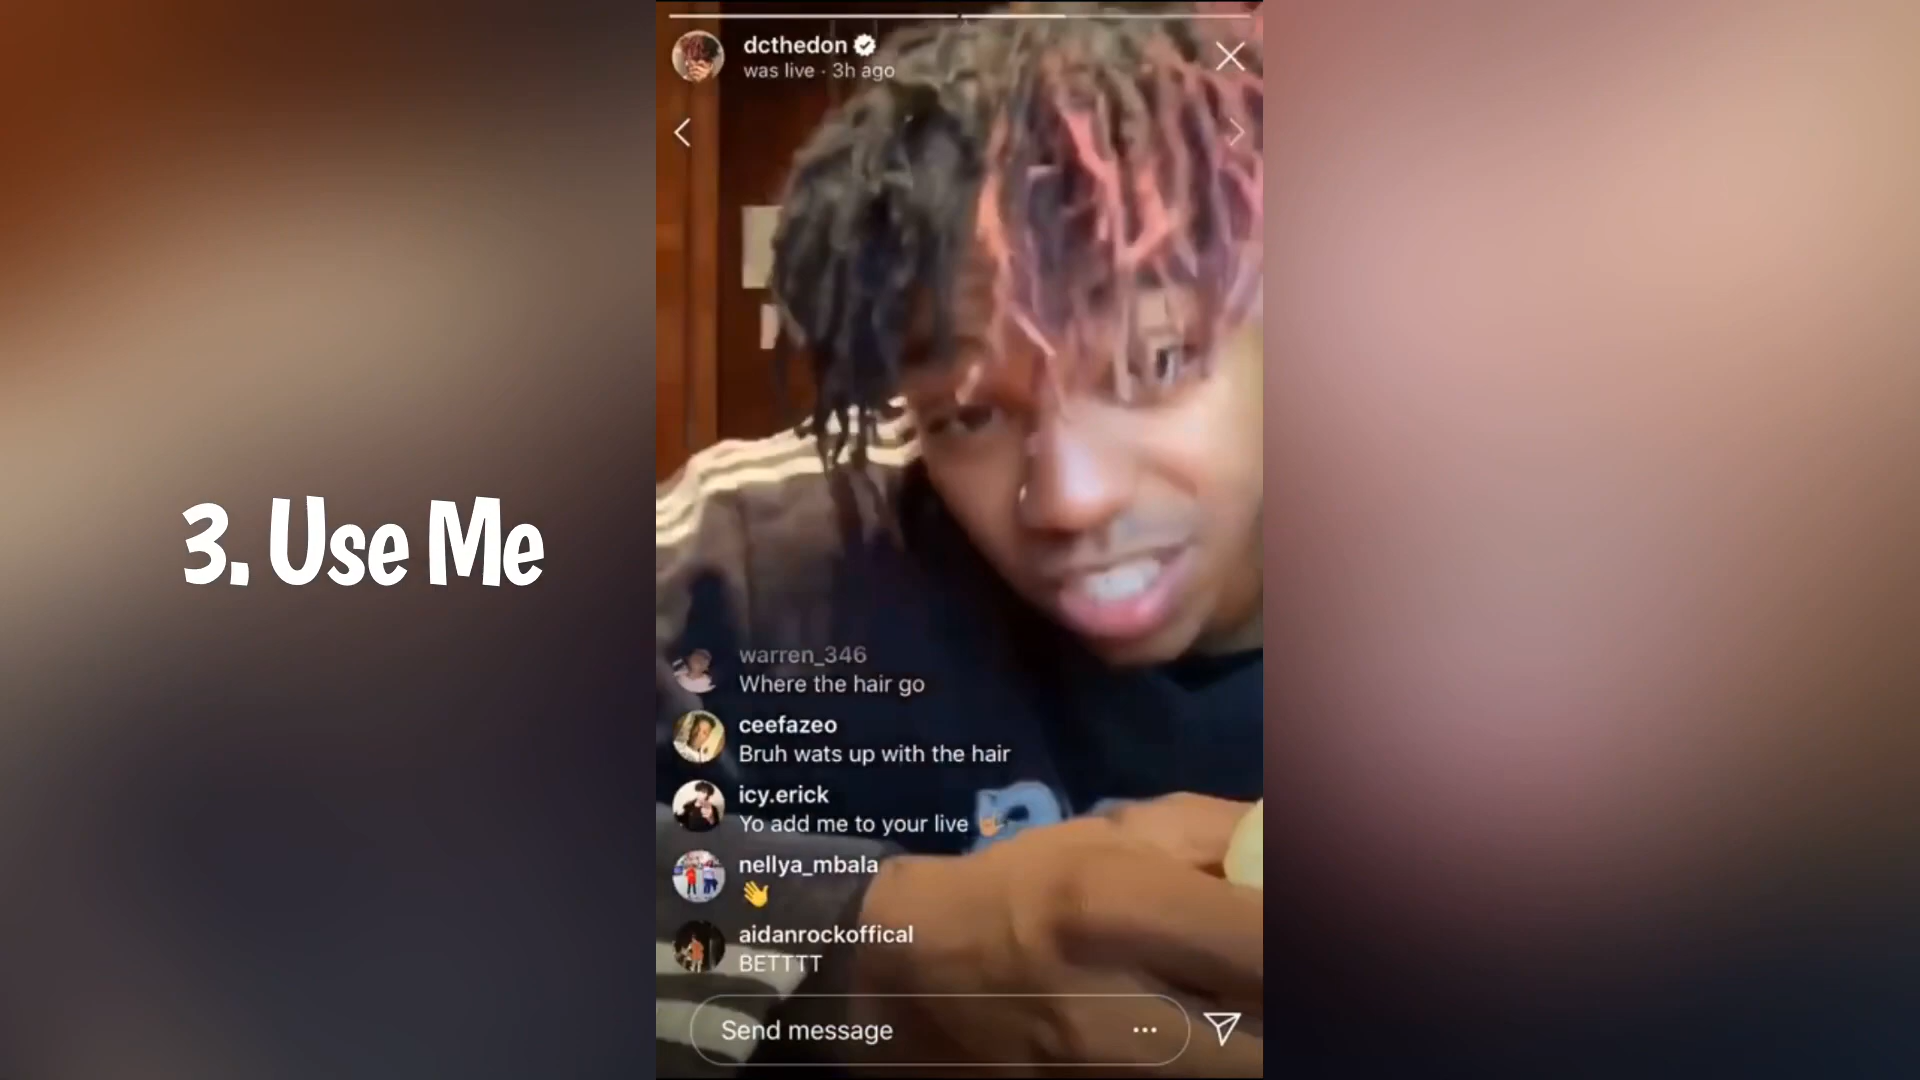 dcthedon
was live · 3h ago
3. Use Me
warren_346
Where the hair go
ceefazeo
Bruh wats up with the hair
icy.erick
Yo add me to your live
nellya_mbala
👋
aidanrockoffical
BETTTT
Send message